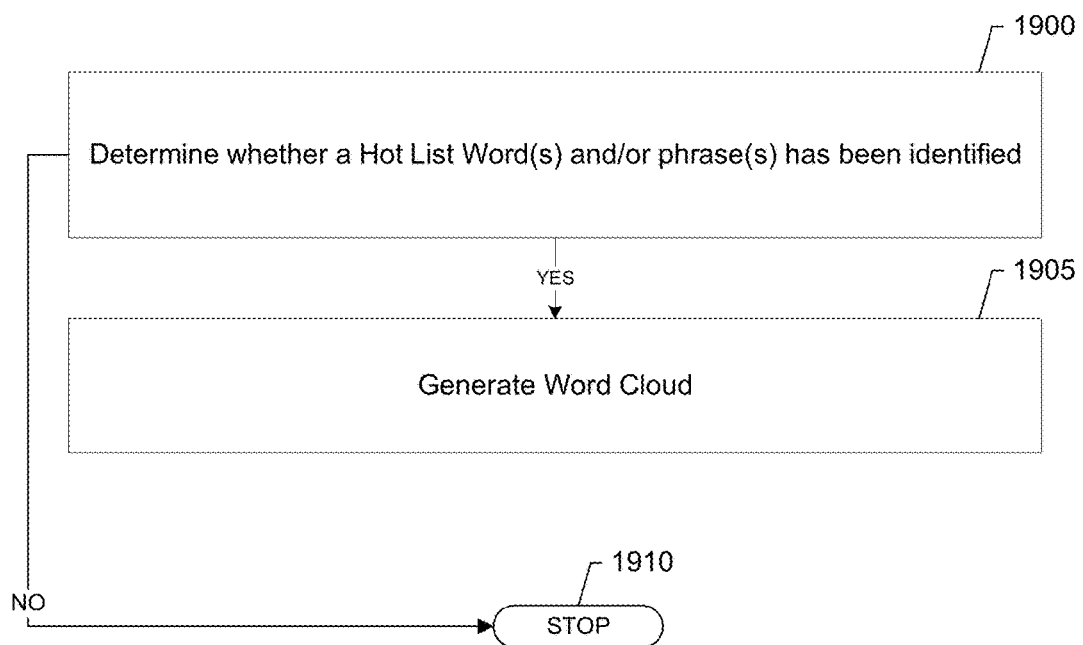 1900
Determine whether a Hot List Word(s) and/or phrase(s) has been identified
YES
1905
Generate Word Cloud
1910
NO
STOP